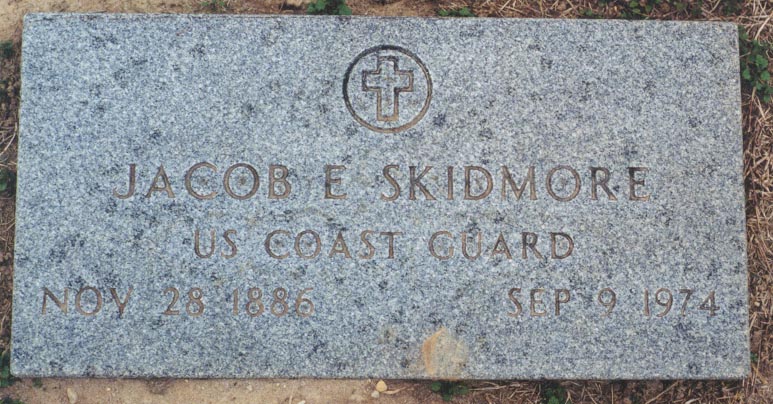 JACOB E SKIDMORE
US COAST GUARD
NOV 28 1886 SEP 9 1974